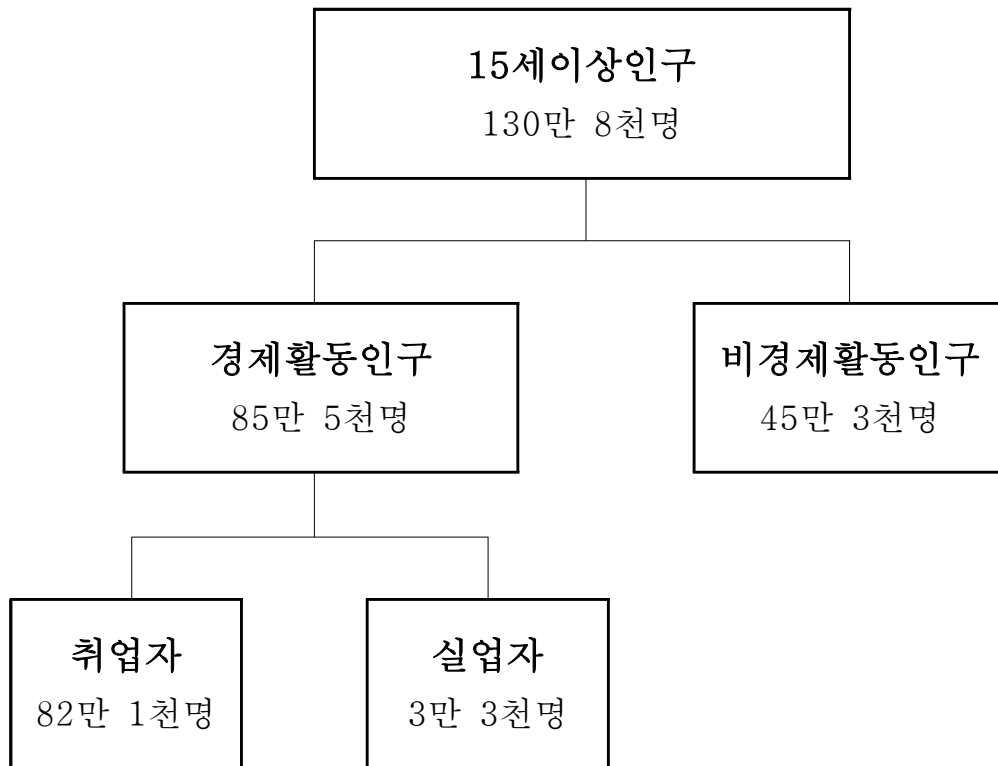 15세이상인구
130만 8천명
경제활동인구
85만 5천명
비경제활동인구
45만 3천명
취업자
82만 1천명
실업자
3만 3천명